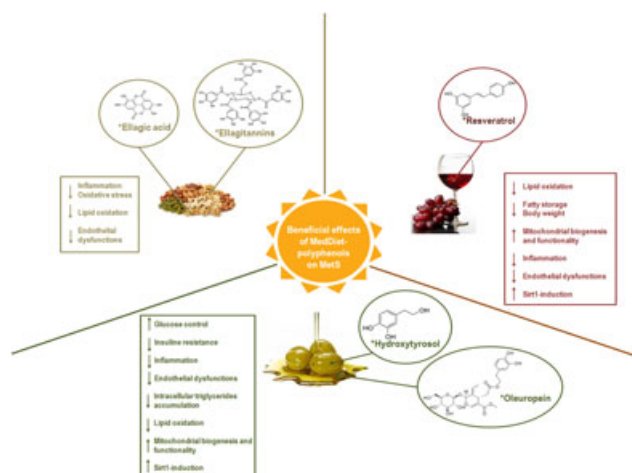 *Ellagic acid
*Ellagitannins
*Resveratrol
Inflammation
Oxidative stress
Lipid oxidation
Endothelial
dysfunctions
Beneficial effects
of MedDiet-
polyphenols
on MetS
Lipid oxidation
Fatty storage
Body weight
Mitochondrial biogenesis
and functionality
Inflammation
Endothelial dysfunctions
Sirt1-induction
Glucose control
Insuline resistance
Inflammation
Endothelial dysfunctions
Intracellular triglycerides
accumulation
Lipid oxidation
Mitochondrial biogenesis and
functionality
Sirt1-induction
*Hydroxytyrosol
*Oleuropein